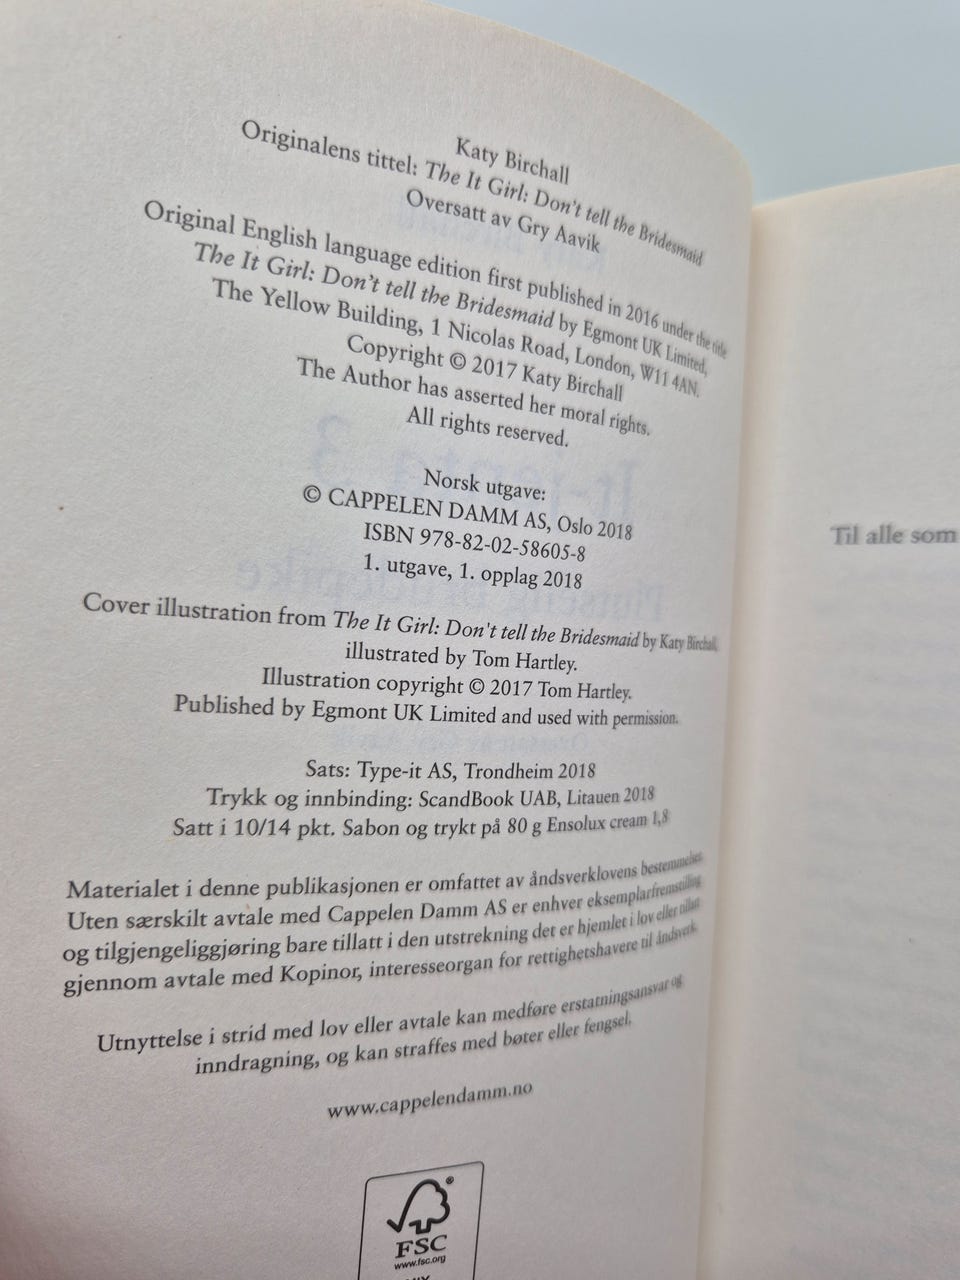 Katy Birchall
Originalens tittel: The It Girl: Don't tell the Bridesmaid
Oversatt av Gry Aavik
Original English language edition first published in 2016 under the title
The It Girl: Don't tell the Bridesmaid by Egmont UK Limited,
The Yellow Building, 1 Nicolas Road, London, W11 4AN.
Copyright © 2017 Katy Birchall
The Author has asserted her moral rights.
All rights reserved.
Norsk utgave:
© CAPPELEN DAMM AS, Oslo 2018
ISBN 978-82-02-58605-8
1. utgave, 1. opplag 2018
Cover illustration from The It Girl: Don't tell the Bridesmaid by Katy Birchall,
illustrated by Tom Hartley.
Illustration copyright © 2017 Tom Hartley.
Published by Egmont UK Limited and used with permission.
Sats: Type-it AS, Trondheim 2018
Trykk og innbinding: ScandBook UAB, Litauen 2018
Satt i 10/14 pkt. Sabon og trykt på 80 g Ensolux cream 1,8
Materialet i denne publikasjonen er omfattet av åndsverklovens bestemmelser.
Uten særskilt avtale med Cappelen Damm AS er enhver eksemplarfremstilling
og tilgjengeliggjøring bare tillatt i den utstrekning det er hjemlet i lov eller tillatt
gjennom avtale med Kopinor, interesseorgan for rettighetshavere til åndsverk.
Utnyttelse i strid med lov eller avtale kan medføre erstatningsansvar og
inndragning, og kan straffes med bøter eller fengsel.
www.cappelendamm.no
FSC
www.fsc.org
Til alle som